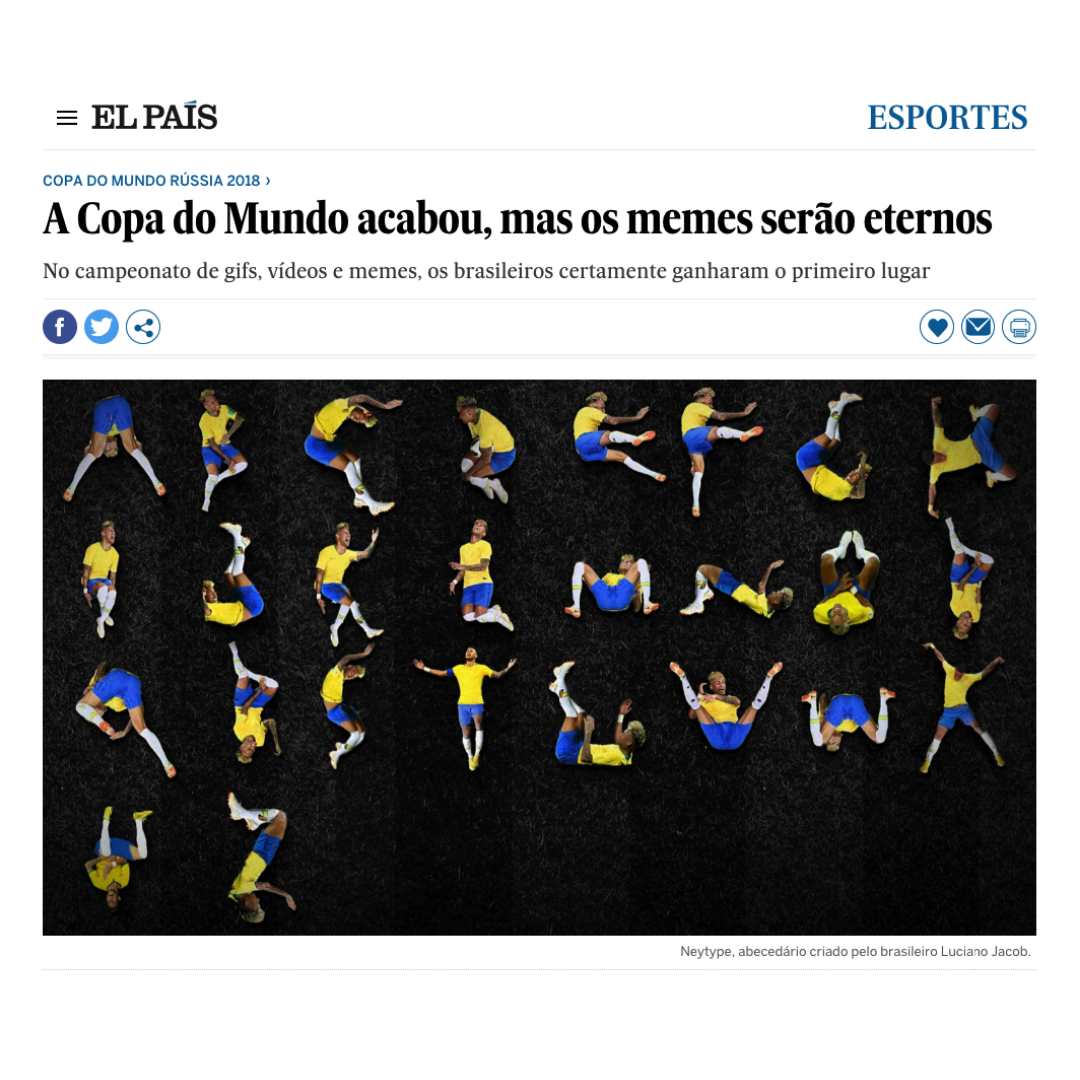 EL PAÍS
ESPORTES
COPA DO MUNDO RÚSSIA 2018 ›
A Copa do Mundo acabou, mas os memes serão eternos
No campeonato de gifs, vídeos e memes, os brasileiros certamente ganharam o primeiro lugar
Neytype, abecedário criado pelo brasileiro Luciano Jacob.